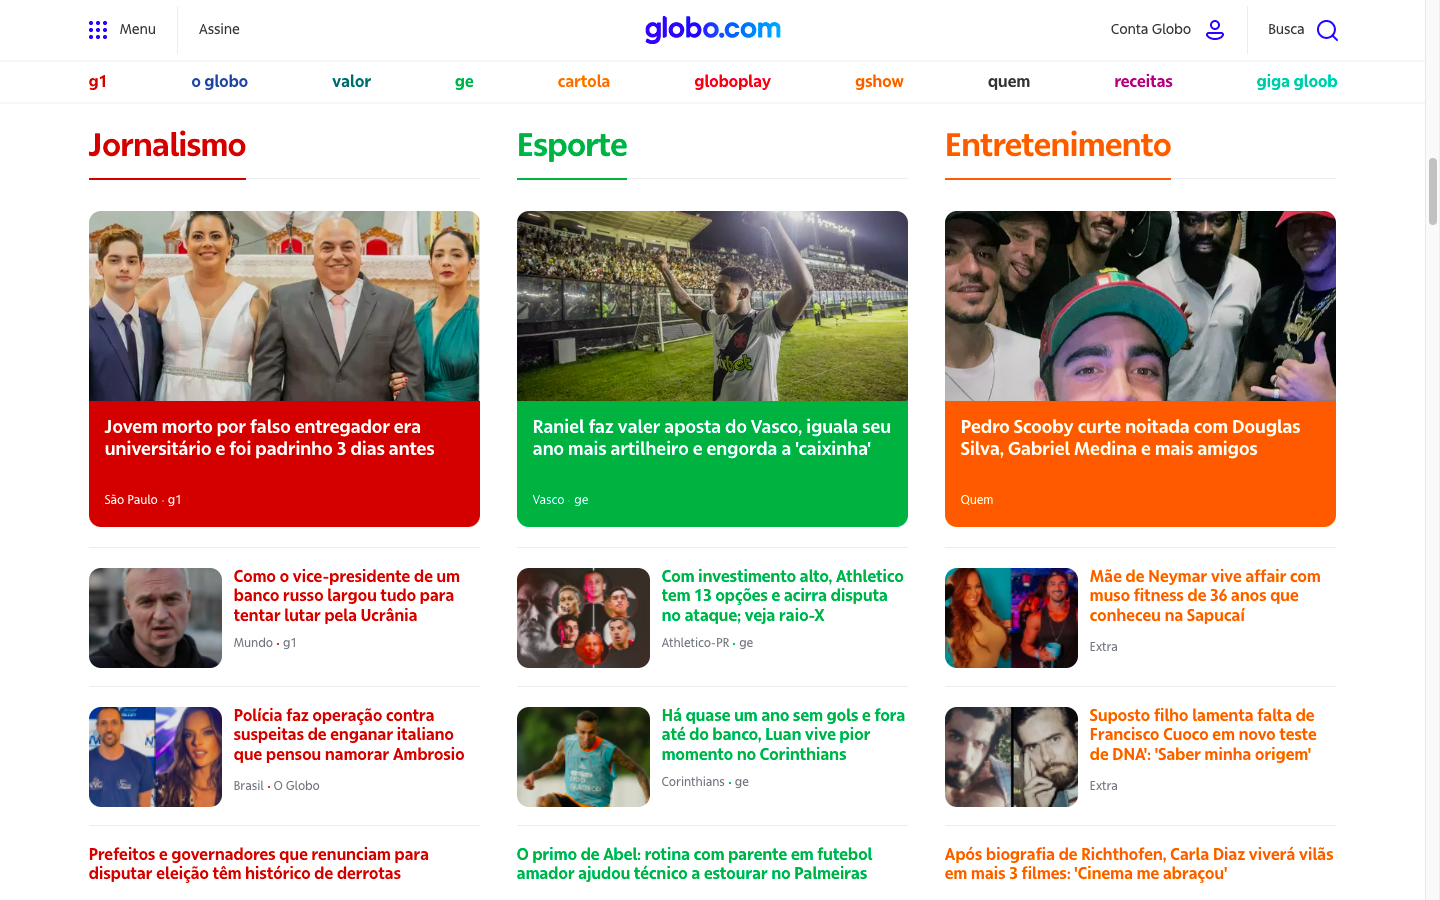 Menu
Assine
globo.com
Conta Globo
Busca
g1
o globo
valor
ge
cartola
globoplay
gshow
quem
receitas
giga gloob
Jornalismo
Jovem morto por falso entregador era
universitário e foi padrinho 3 dias antes
São Paulo · g1
Como o vice-presidente de um
banco russo largou tudo para
tentar lutar pela Ucrânia
Mundo • g1
Polícia faz operação contra
suspeitas de enganar italiano
que pensou namorar Ambrosio
Brasil • O Globo
Prefeitos e governadores que renunciam para
disputar eleição têm histórico de derrotas
Esporte
Raniel faz valer aposta do Vasco, iguala seu
ano mais artilheiro e engorda a 'caixinha'
Vasco · ge
Com investimento alto, Athletico
tem 13 opções e acirra disputa
no ataque; veja raio-X
Athletico-PR • ge
Há quase um ano sem gols e fora
até do banco, Luan vive pior
momento no Corinthians
Corinthians • ge
O primo de Abel: rotina com parente em futebol
amador ajudou técnico a estourar no Palmeiras
Entretenimento
Pedro Scooby curte noitada com Douglas
Silva, Gabriel Medina e mais amigos
Quem
Mãe de Neymar vive affair com
muso fitness de 36 anos que
conheceu na Sapucaí
Extra
Suposto filho lamenta falta de
Francisco Cuoco em novo teste
de DNA': 'Saber minha origem'
Extra
Após biografia de Richthofen, Carla Diaz viverá vilãs
em mais 3 filmes: 'Cinema me abraçou'